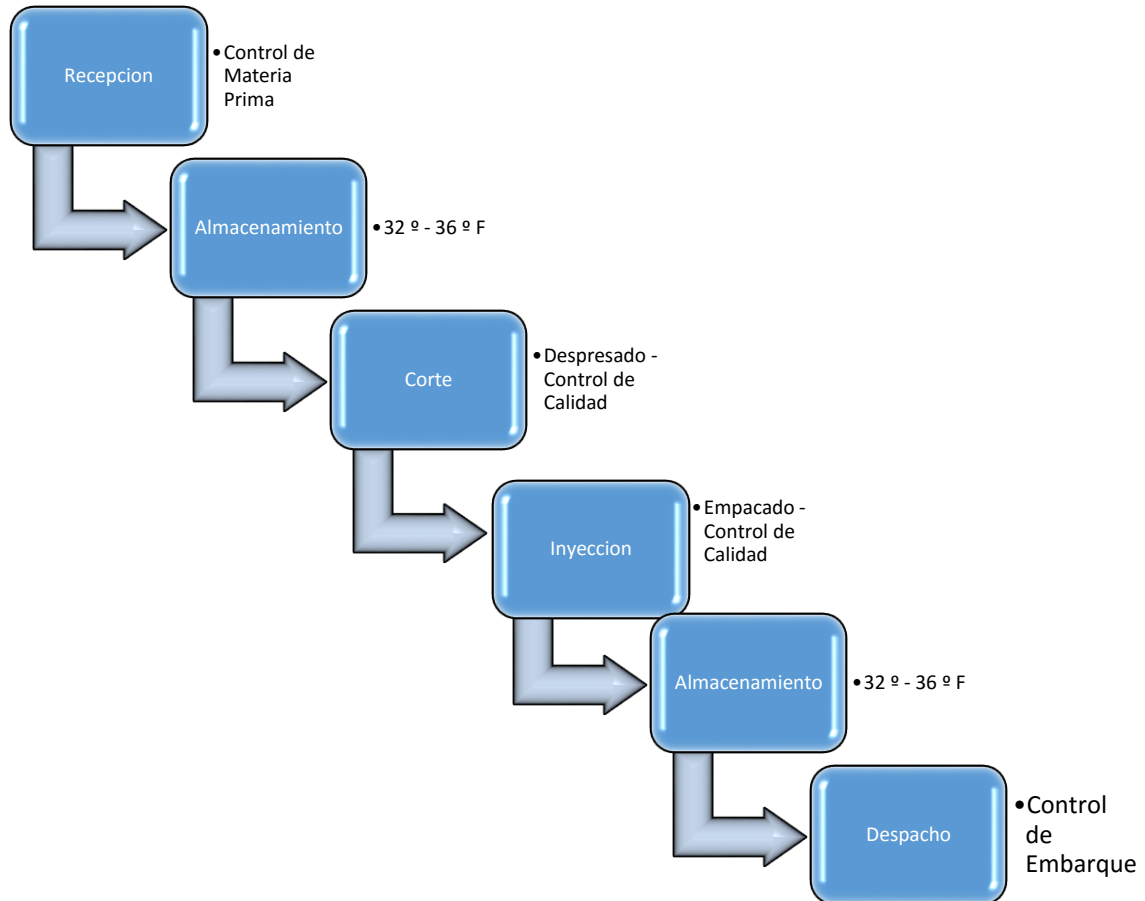 Recepcion
•Control de
Materia
Prima
Almacenamiento
•32 º - 36 º F
Corte
•Despresado -
Control de
Calidad
Inyeccion
•Empacado -
Control de
Calidad
Almacenamiento
•32 º - 36 º F
Despacho
•Control
de
Embarque